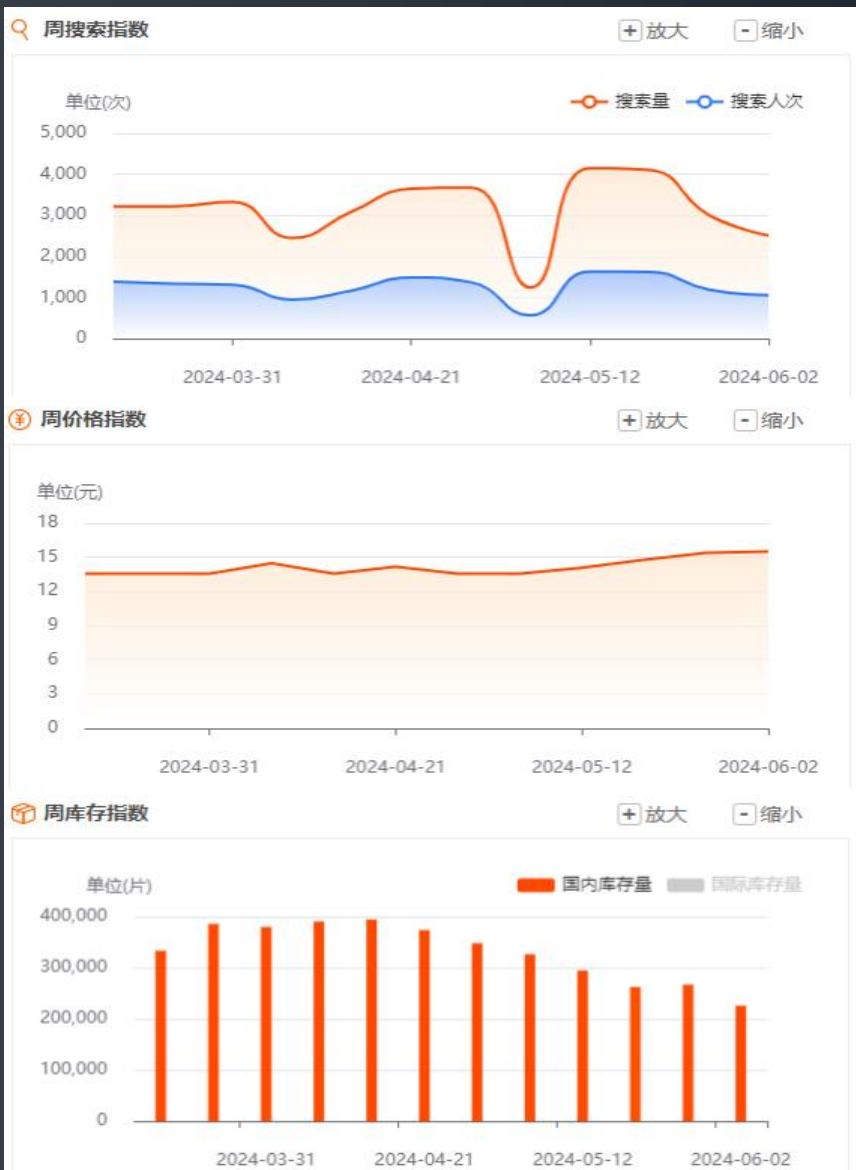 周搜索指数 + 放大 - 缩小
单位(次) 搜索量 搜索人次
5,000
4,000
3,000
2,000
1,000
0
2024-03-31 2024-04-21 2024-05-12 2024-06-02
周价格指数 + 放大 - 缩小
单位(元)
18
15
12
9
6
3
0
2024-03-31 2024-04-21 2024-05-12 2024-06-02
周库存指数 + 放大 - 缩小
单位(片) 国内库存量 国际库存量
400,000
300,000
200,000
100,000
0
2024-03-31 2024-04-21 2024-05-12 2024-06-02